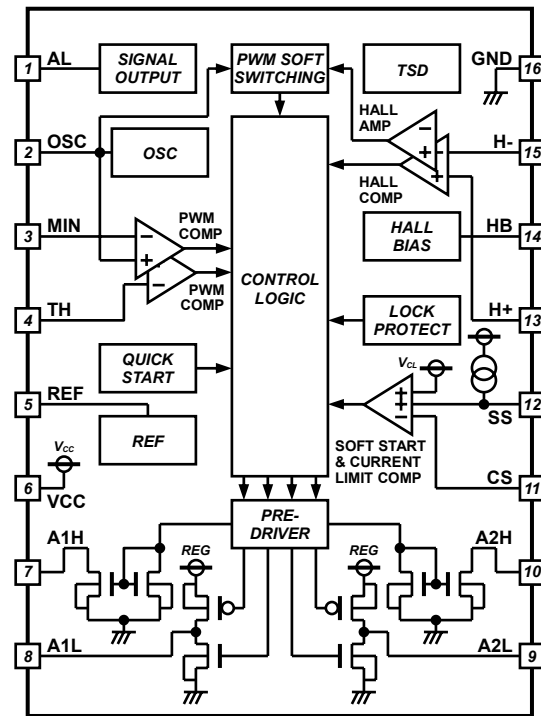 1
AL
SIGNAL
OUTPUT
PWM SOFT
SWITCHING
TSD
GND
16
HALL
AMP
2
OSC
OSC
H-
15
HALL
COMP
3
MIN
PWM
COMP
HALL
BIAS
HB
14
CONTROL
LOGIC
4
TH
PWM
COMP
LOCK
PROTECT
H+
13
QUICK
START
VCL
SS
12
5
REF
REF
SOFT START
& CURRENT
LIMIT COMP
CS
11
VCC
6
VCC
PRE-
DRIVER
A1H
7
REG
REG
A2H
10
8
A1L
A2L
9